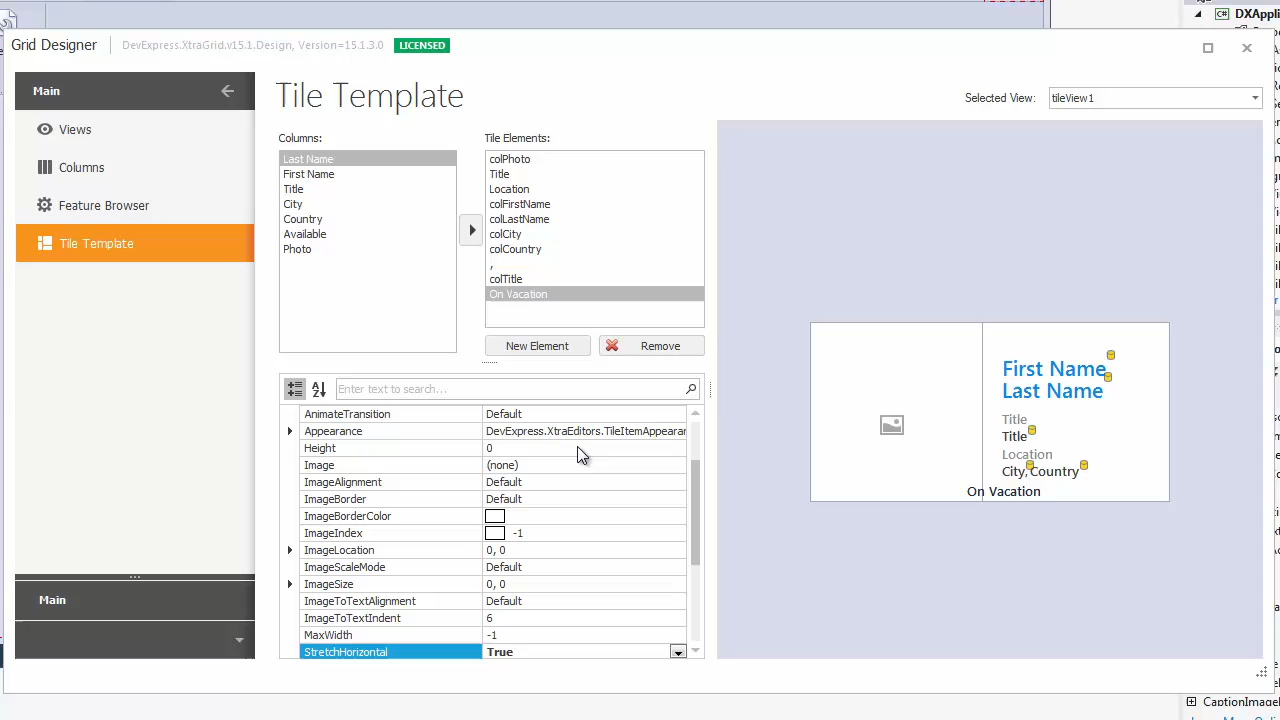 DXAppli
Grid Designer
DevExpress.XtraGrid.v15.1.Design, Version=15.1.3.0
LICENSED
Main
Views
Columns
Feature Browser
Tile Template
Main
Tile Template
Selected View:
tileView1
Columns:
Last Name
First Name
Title
City
Country
Available
Photo
Tile Elements:
colPhoto
Title
Location
colFirstName
colLastName
colCity
colCountry
,
colTitle
On Vacation
New Element
Remove
Enter text to search...
AnimateTransition Default
Appearance DevExpress.XtraEditors.TileItemAppearan
Height 0
Image (none)
ImageAlignment Default
ImageBorder Default
ImageBorderColor
ImageIndex -1
ImageLocation 0, 0
ImageScaleMode Default
ImageSize 0, 0
ImageToTextAlignment Default
ImageToTextIndent 6
MaxWidth -1
StretchHorizontal True
First Name
Last Name
Title
Title
Location
City, Country
On Vacation
CaptionImage